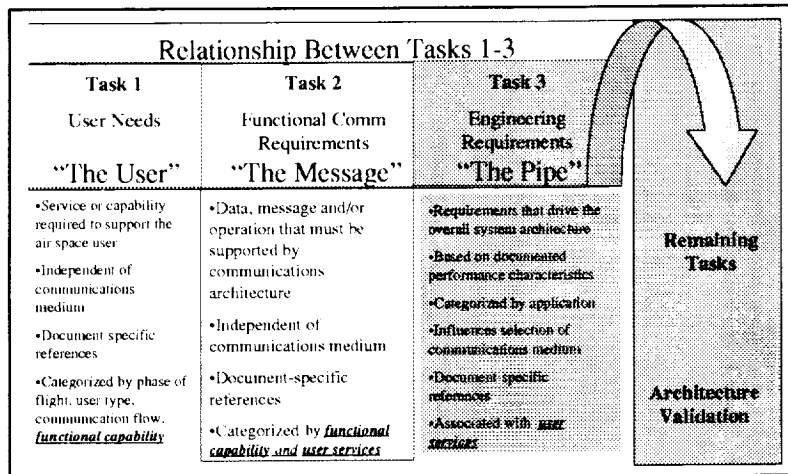 Relationship Between Tasks 1-3
Task 1
User Needs
“The User”
•Service or capability
required to support the
air space user
•Independent of
communications
medium
•Document specific
references
•Categorized by phase of
flight, user type,
communication flow,
functional capability
Task 2
Functional Comm
Requirements
“The Message”
•Data, message and/or
operation that must be
supported by
communications
architecture
•Independent of
communications medium
•Document-specific
references
•Categorized by functional
capability and user services
Task 3
Engineering
Requirements
“The Pipe”
•Requirements that drive the
overall system architecture
•Based on documented
performance characteristics
•Categorized by application
•Influences selection of
communications medium
•Document specific
references
•Associated with user
services
Remaining
Tasks
Architecture
Validation